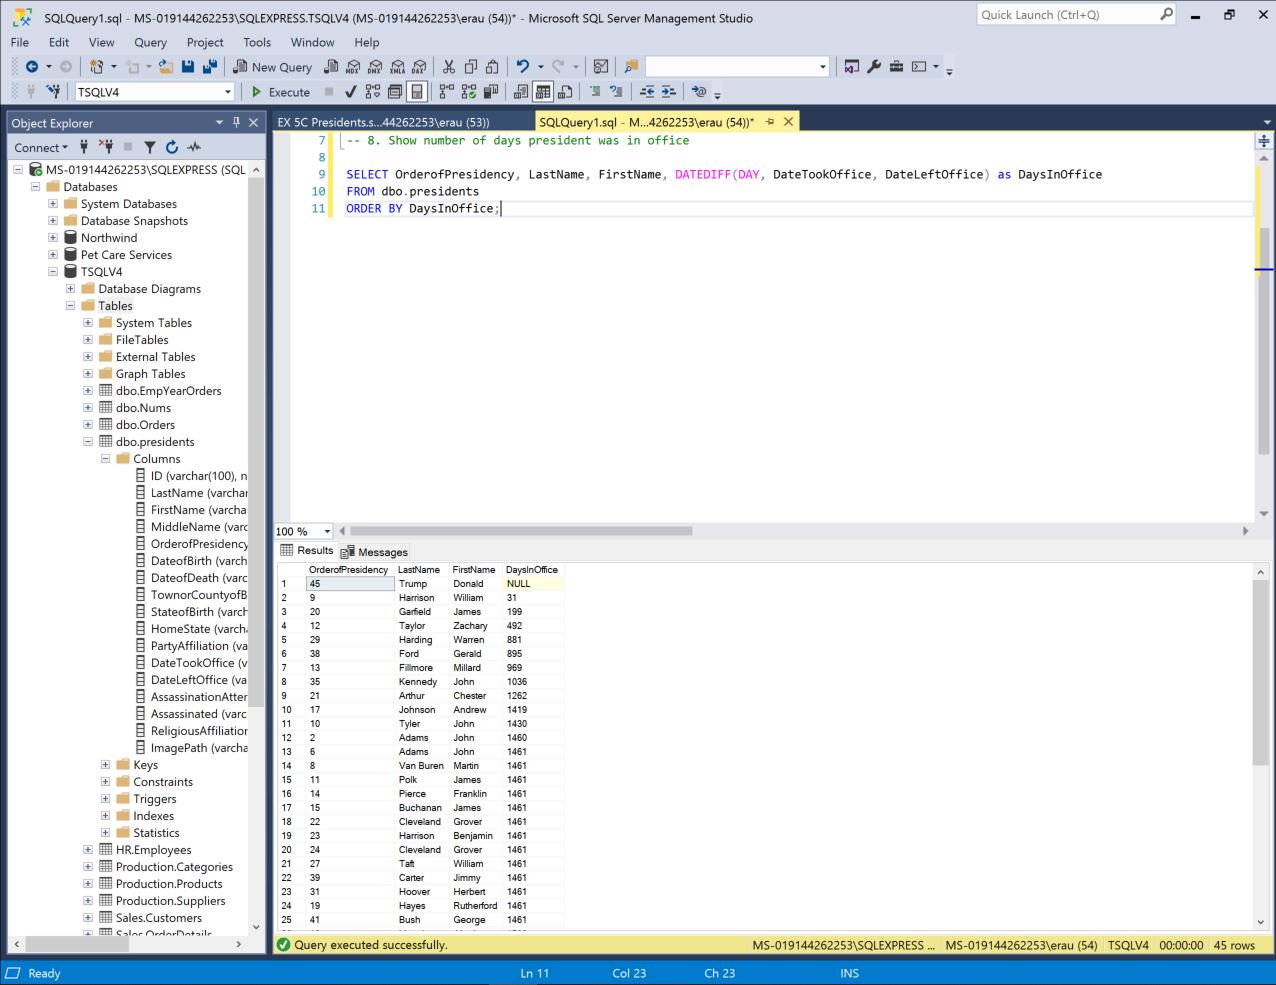 SQLQuery1.sql - MS-019144262253\SQLEXPRESS.TSQLV4 (MS-019144262253\erau (54))* - Microsoft SQL Server Management Studio
Quick Launch (Ctrl+Q)
File Edit View Query Project Tools Window Help
New Query
MDX DMX XMLA DAX
TSQLV4
Execute
Object Explorer
Connect
MS-019144262253\SQLEXPRESS (SQL
Databases
System Databases
Database Snapshots
Northwind
Pet Care Services
TSQLV4
Database Diagrams
Tables
System Tables
FileTables
External Tables
Graph Tables
dbo.EmpYearOrders
dbo.Nums
dbo.Orders
dbo.presidents
Columns
ID (varchar(100), n
LastName (varchar
FirstName (varcha
MiddleName (varc
OrderofPresidency
DateofBirth (varch
DateofDeath (varc
TownorCountyofB
StateofBirth (varch
HomeState (varcha
PartyAffiliation (va
DateTookOffice (v
DateLeftOffice (va
AssassinationAtter
Assassinated (varc
ReligiousAffiliation
ImagePath (varcha
Keys
Constraints
Triggers
Indexes
Statistics
HR.Employees
Production.Categories
Production.Products
Production.Suppliers
Sales.Customers
Sales.OrderDetails
EX 5C Presidents.s...44262253\erau (53))
SQLQuery1.sql - M...4262253\erau (54))*
7 -- 8. Show number of days president was in office
8
9 SELECT OrderofPresidency, LastName, FirstName, DATEDIFF(DAY, DateTookOffice, DateLeftOffice) as DaysInOffice
10 FROM dbo.presidents
11 ORDER BY DaysInOffice;
100 %
Results Messages
OrderofPresidency LastName FirstName DaysInOffice
1 45 Trump Donald NULL
2 9 Harrison William 31
3 20 Garfield James 199
4 12 Taylor Zachary 492
5 29 Harding Warren 881
6 38 Ford Gerald 895
7 13 Fillmore Millard 969
8 35 Kennedy John 1036
9 21 Arthur Chester 1262
10 17 Johnson Andrew 1419
11 10 Tyler John 1430
12 2 Adams John 1460
13 6 Adams John 1461
14 8 Van Buren Martin 1461
15 11 Polk James 1461
16 14 Pierce Franklin 1461
17 15 Buchanan James 1461
18 22 Cleveland Grover 1461
19 23 Harrison Benjamin 1461
20 24 Cleveland Grover 1461
21 27 Taft William 1461
22 39 Carter Jimmy 1461
23 31 Hoover Herbert 1461
24 19 Hayes Rutherford 1461
25 41 Bush George 1461
Query executed successfully.
MS-019144262253\SQLEXPRESS ... MS-019144262253\erau (54) TSQLV4 00:00:00 45 rows
Ready Ln 11 Col 23 Ch 23 INS